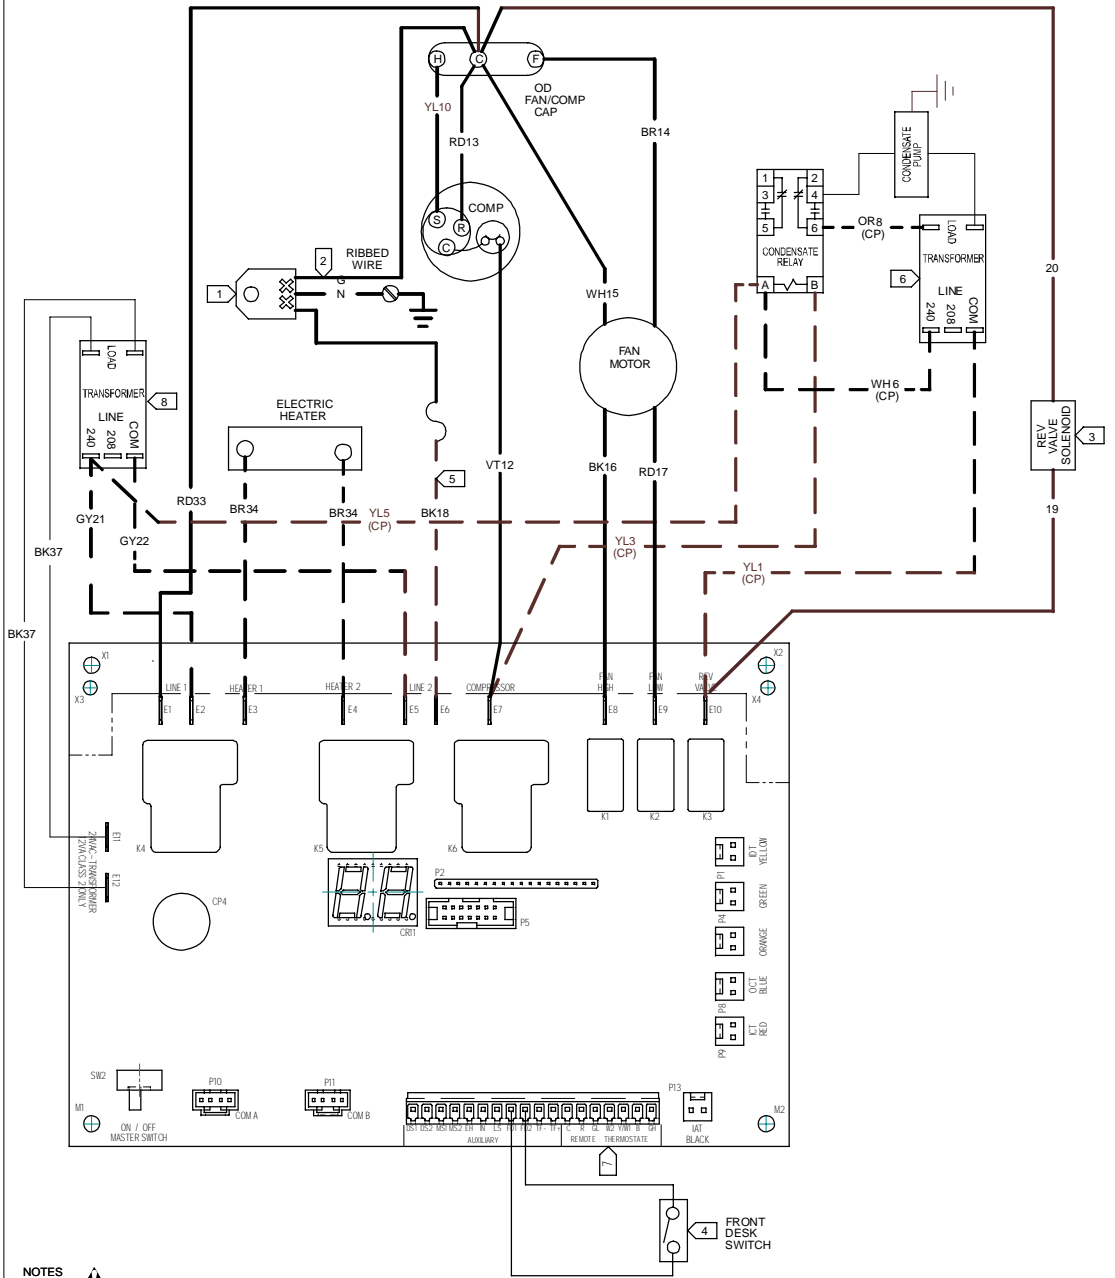 H
C
F
OD
FAN/COMP
CAP
YL10
RD13
BR14
CONDENSATE
PUMP
COMP
S
R
C
1
2
3
4
5
6
CONDENSATE
RELAY
A
B
OR8
(CP)
LOAD
TRANSFORMER
LINE
240
208
COM
6
20
2
RIBBED
WIRE
G
N
1
WH15
FAN
MOTOR
WH6
(CP)
REV
VALVE
SOLENOID
3
LOAD
TRANSFORMER
LINE
240
208
COM
8
ELECTRIC
HEATER
5
VT12
BK16
RD17
19
RD33
GY21
GY22
BR34
BR34
YL5
(CP)
BK18
YL3
(CP)
YL1
(CP)
BK37
BK37
X1
X2
X3
X4
LINE 1
HEATER 1
HEATER 2
LINE 2
COMPRESSOR
FAN
HIGH
FAN
LOW
REV
VALVE
E1
E2
E3
E4
E5
E6
E7
E8
E9
E10
K4
K5
K6
K1
K2
K3
E11
E12
24VAC-TRANSFORMER
12VA CLASS 2 ONLY
CP4
CR11
P2
P5
IDT
YELLOW
P1
GREEN
P4
ORANGE
OCT
BLUE
P8
ICT
RED
P9
SW2
M1
ON / OFF
MASTER SWITCH
P10
COM A
P11
COM B
DS1 DS2 MS1 MS2 EH IN LS FD1 FD2 TF- TF+ C R GL W2 Y/W1 B GH
AUXILIARY
REMOTE THERMOSTATE
7
P13
IAT
BLACK
M2
4
FRONT
DESK
SWITCH
NOTES